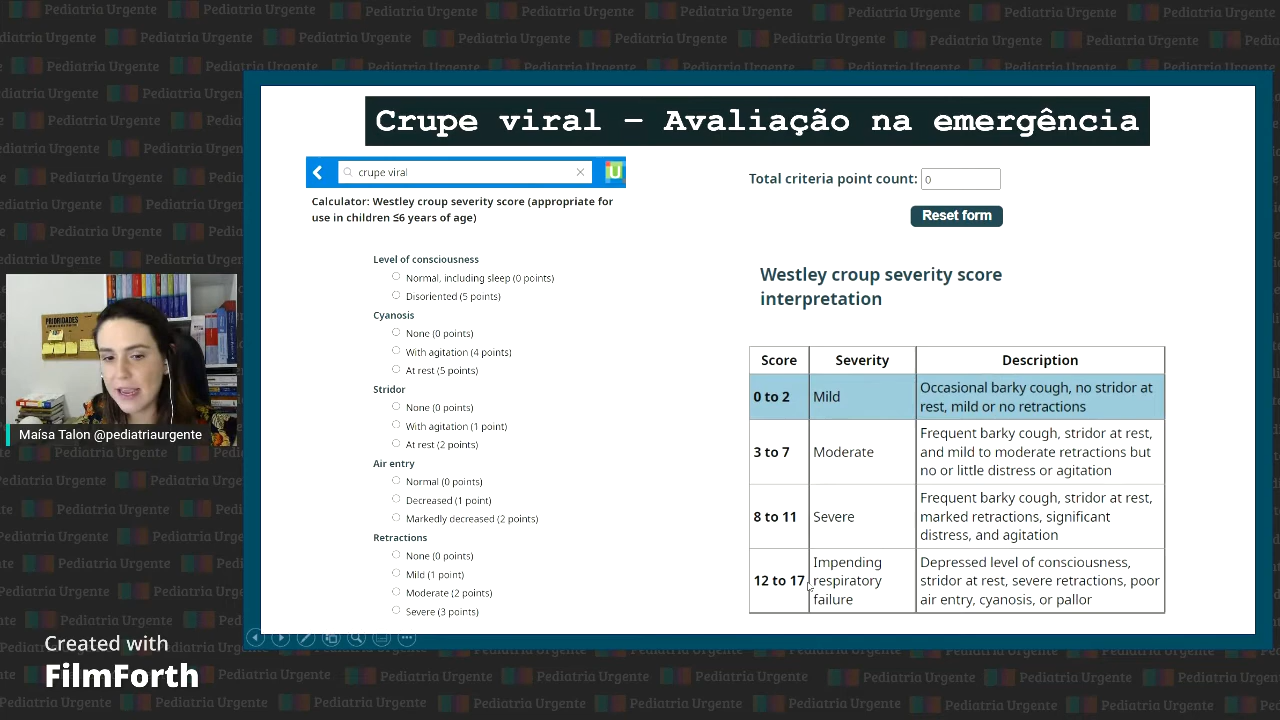 Crupe viral – Avaliação na emergência
crupe viral
U
Calculator: Westley croup severity score (appropriate for
use in children ≤6 years of age)
Level of consciousness
Normal, including sleep (0 points)
Disoriented (5 points)
Cyanosis
None (0 points)
With agitation (4 points)
At rest (5 points)
Stridor
None (0 points)
With agitation (1 point)
At rest (2 points)
Air entry
Normal (0 points)
Decreased (1 point)
Markedly decreased (2 points)
Retractions
None (0 points)
Mild (1 point)
Moderate (2 points)
Severe (3 points)
Total criteria point count: 0
Reset form
Westley croup severity score
interpretation
Score Severity Description
0 to 2 Mild Occasional barky cough, no stridor at
rest, mild or no retractions
3 to 7 Moderate Frequent barky cough, stridor at rest,
and mild to moderate retractions but
no or little distress or agitation
8 to 11 Severe Frequent barky cough, stridor at rest,
marked retractions, significant
distress, and agitation
12 to 17 Impending respiratory failure Depressed level of consciousness,
stridor at rest, severe retractions, poor
air entry, cyanosis, or pallor
PRIORIDADES
Maísa Talon @pediatriaurgente
Created with
FilmForth
Pediatria Urgente